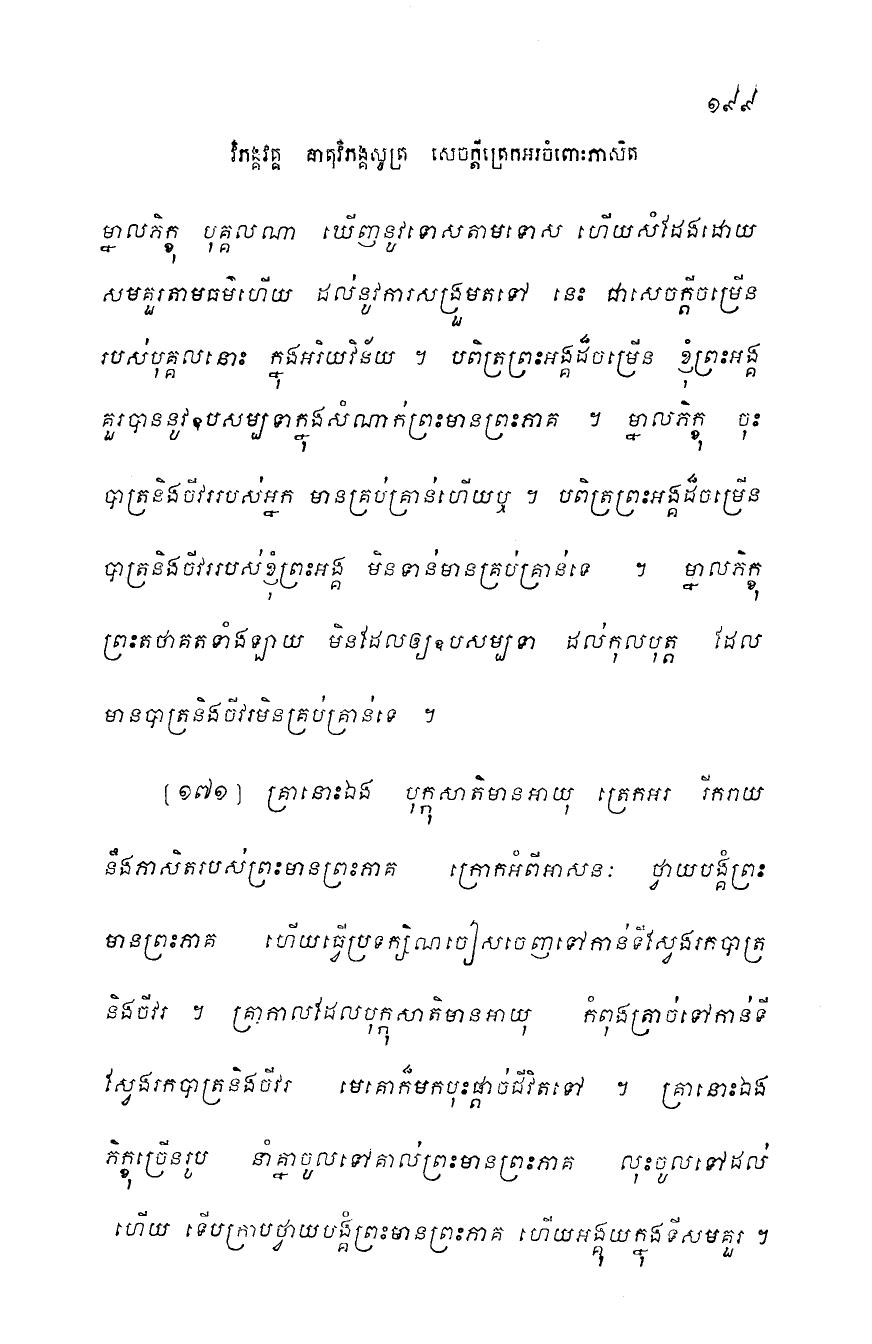 ១៩៩
វិភង្គវគ្គ ធាតុវិភង្គសូត្រ សេចក្តីត្រេកអរចំពោះភាសិត
ម្នាលភិក្ខុ បុគ្គលណា ឃើញនូវទោសតាមទោស ហើយសំដែងដោយ
សមគួរតាមធម៌ហើយ ដល់នូវការសង្រួមតទៅ នេះ ជាសេចក្តីចម្រើន
របស់បុគ្គលនោះ ក្នុងអរិយវិន័យ ។ បពិត្រព្រះអង្គដ៏ចម្រើន ខ្ញុំព្រះអង្គ
គួរបាននូវឧបសម្បទាក្នុងសំណាក់ព្រះមានព្រះភាគ ។ ម្នាលភិក្ខុ ចុះ
បាត្រនិងចីវររបស់អ្នក មានគ្រប់គ្រាន់ហើយឬ ។ បពិត្រព្រះអង្គដ៏ចម្រើន
បាត្រនិងចីវររបស់ខ្ញុំព្រះអង្គ មិនទាន់មានគ្រប់គ្រាន់ទេ ។ ម្នាលភិក្ខុ
ព្រះតថាគតទាំងឡាយ មិនដែលឲ្យឧបសម្បទា ដល់កុលបុត្ត ដែល
មានបាត្រនិងចីវរមិនគ្រប់គ្រាន់ទេ ។
[១៧១] គ្រានោះឯង បុក្កុសាតិមានអាយុ ត្រេកអរ រីករាយ
នឹងភាសិតរបស់ព្រះមានព្រះភាគ ក្រោកអំពីអាសនៈ ថ្វាយបង្គំព្រះ
មានព្រះភាគ ហើយធ្វើប្រទក្សិណចៀសចេញទៅកាន់ទីស្វែងរកបាត្រ
និងចីវរ ។ គ្រាកាលដែលបុក្កុសាតិមានអាយុ កំពុងត្រាច់ទៅកាន់ទី
ស្វែងរកបាត្រនិងចីវរ មេគោក៏មកបុះផ្តាច់ជីវិតទៅ ។ គ្រានោះឯង
ភិក្ខុច្រើនរូប នាំគ្នាចូលទៅគាល់ព្រះមានព្រះភាគ លុះចូលទៅដល់
ហើយ ទើបក្រាបថ្វាយបង្គំព្រះមានព្រះភាគ ហើយអង្គុយក្នុងទីសមគួរ ។